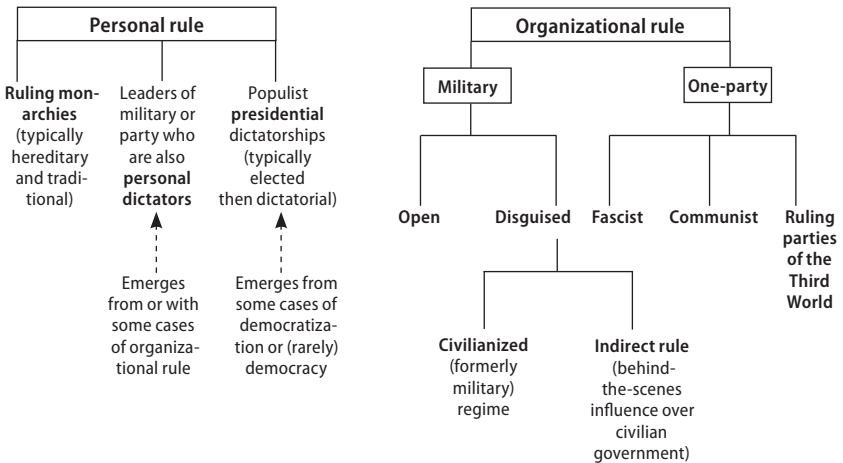 Personal rule
Ruling mon-
archies
(typically
hereditary
and tradi-
tional)
Leaders of
military or
party who
are also
personal
dictators
Populist
presidential
dictatorships
(typically
elected
then dictatorial)
Emerges
from or with
some cases
of organiza-
tional rule
Emerges from
some cases of
democratiza-
tion or (rarely)
democracy
Organizational rule
Military
One-party
Open
Disguised
Fascist
Communist
Ruling
parties
of the
Third
World
Civilianized
(formerly
military)
regime
Indirect rule
(behind-
the-scenes
influence over
civilian
government)